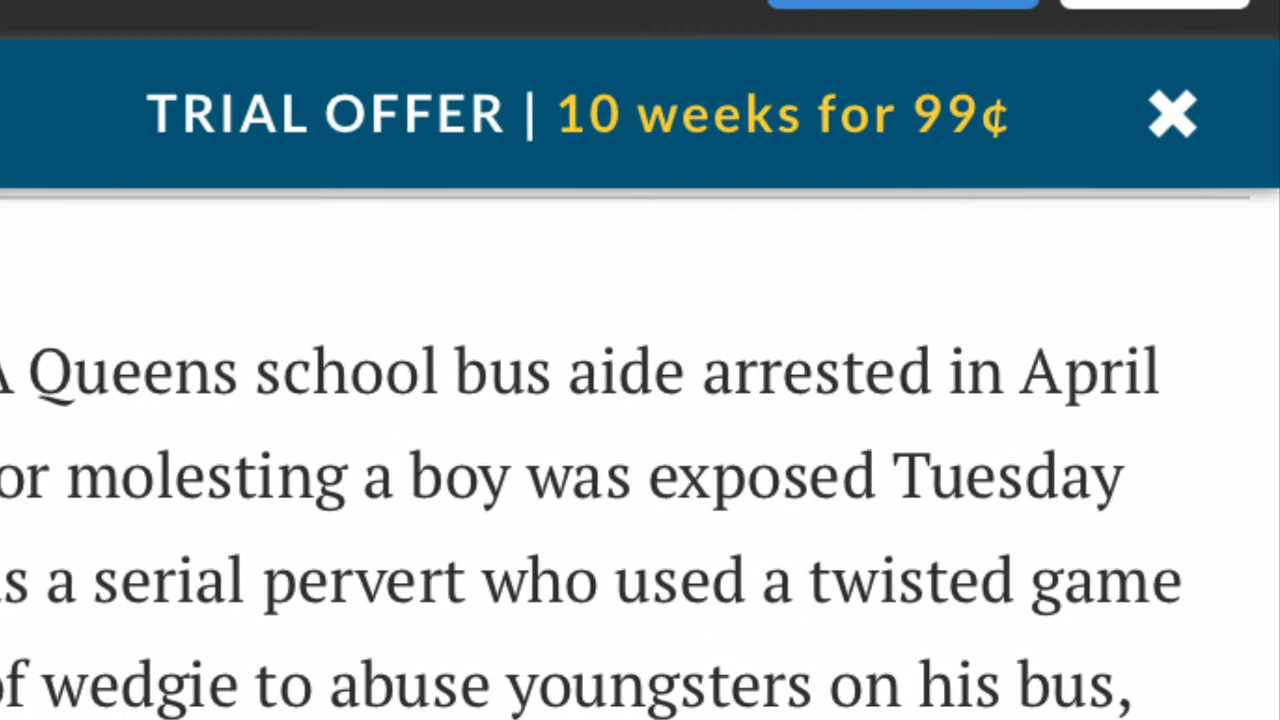 TRIAL OFFER | 10 weeks for 99¢
A Queens school bus aide arrested in April
or molesting a boy was exposed Tuesday
s a serial pervert who used a twisted game
of wedgie to abuse youngsters on his bus,